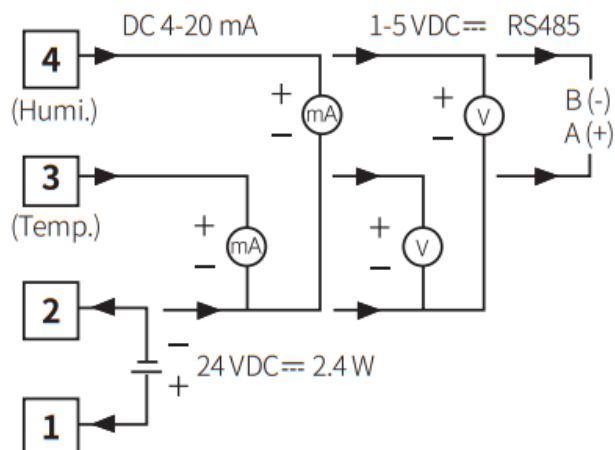 DC 4-20 mA 1-5 VDC⎓ RS485
4
(Humi.)
+ mA −
+ V −
B (-)
A (+)
3
(Temp.)
+ mA −
+ V −
2
−
+
24 VDC⎓ 2.4 W
1